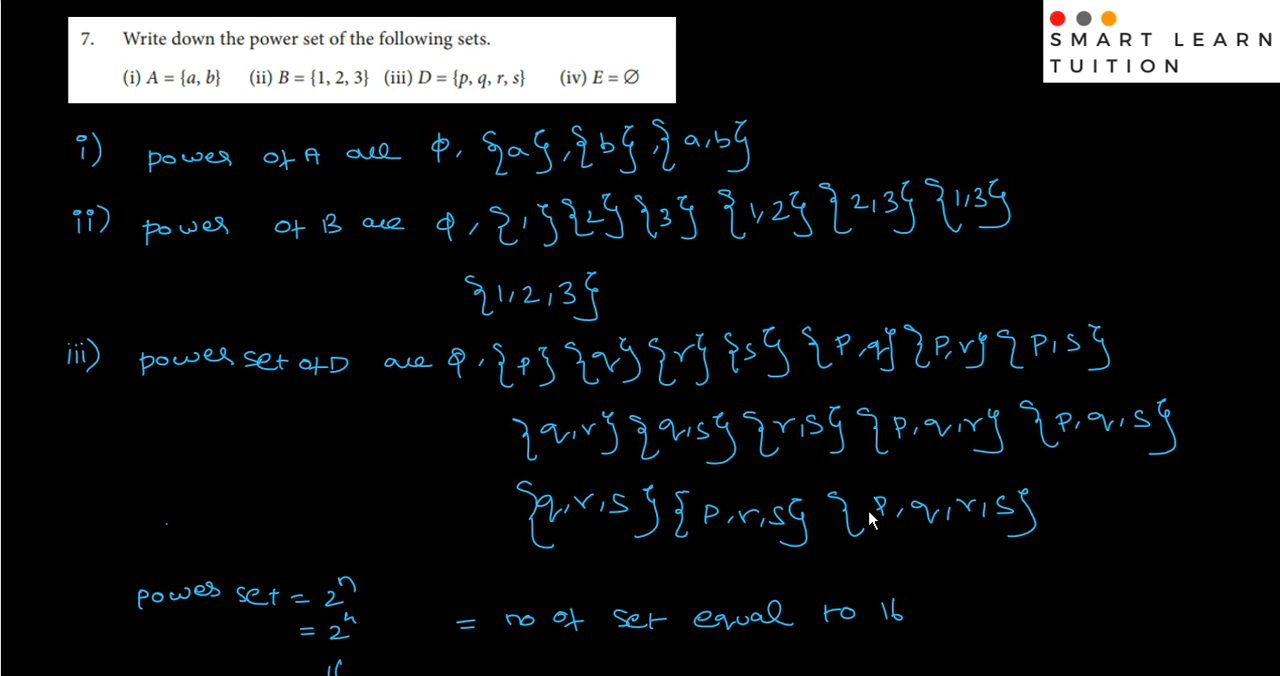 7. Write down the power set of the following sets.
(i) A = {a, b} (ii) B = {1, 2, 3} (iii) D = {p, q, r, s} (iv) E = ∅
SMART LEARN
TUITION
i) power of A are ϕ, {a}, {b}, {a,b}
ii) power of B are ϕ, {1} {2} {3} {1,2} {2,3} {1,3}
{1,2,3}
iii) power set of D are ϕ, {p} {q} {r} {s} {p,q} {p,r} {p,s}
{q,r} {q,s} {r,s} {p,q,r} {p,q,s}
{q,r,s} {p,r,s} {p,q,r,s}
power set = 2ⁿ
= 2⁴ = no of set equal to 16